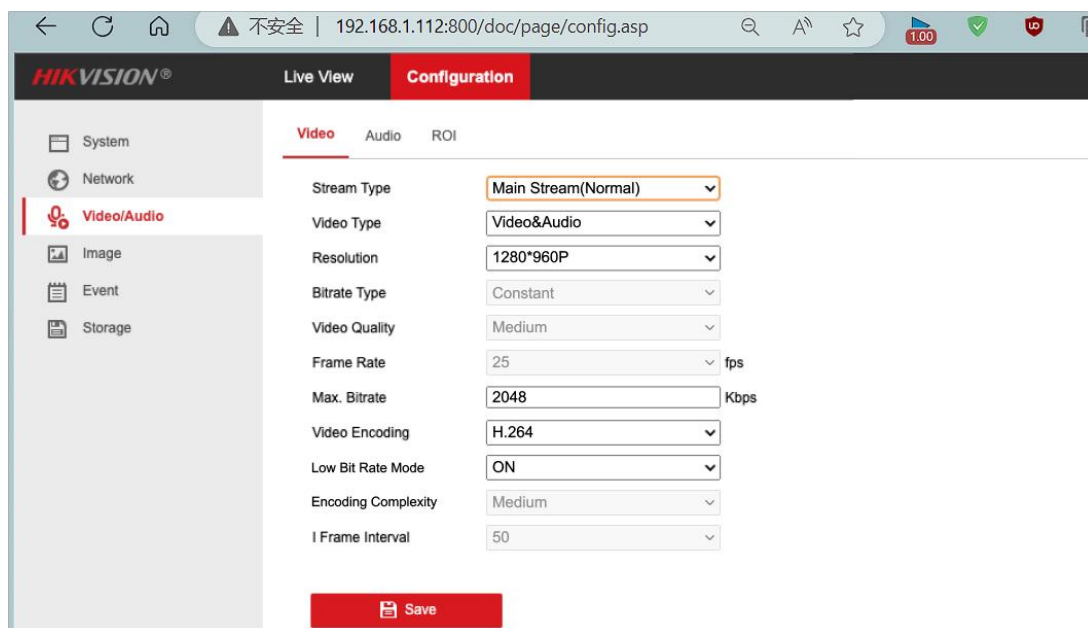 不安全 | 192.168.1.112:800/doc/page/config.asp
1.00
HIKVISION® Live View Configuration
System
Network
Video/Audio
Image
Event
Storage
Video Audio ROI
Stream Type Main Stream(Normal)
Video Type Video&Audio
Resolution 1280*960P
Bitrate Type Constant
Video Quality Medium
Frame Rate 25 fps
Max. Bitrate 2048 Kbps
Video Encoding H.264
Low Bit Rate Mode ON
Encoding Complexity Medium
I Frame Interval 50
Save